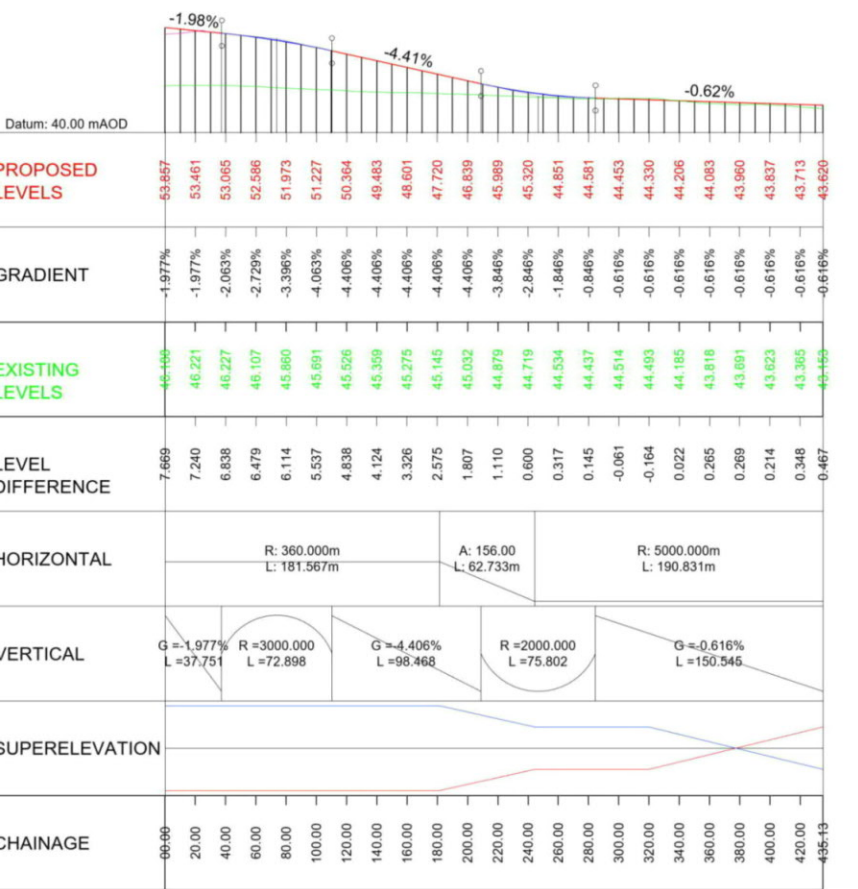 -1.98%
-4.41%
-0.62%
Datum: 40.00 mAOD
PROPOSED
LEVELS
53.857 53.461 53.065 52.586 51.973 51.227 50.364 49.483 48.601 47.720 46.839 45.989 45.320 44.851 44.581 44.453 44.330 44.206 44.083 43.960 43.837 43.713 43.620
GRADIENT
-1.977% -1.977% -2.063% -2.729% -3.396% -4.063% -4.406% -4.406% -4.406% -4.406% -4.406% -3.846% -2.846% -1.846% -0.846% -0.616% -0.616% -0.616% -0.616% -0.616% -0.616% -0.616% -0.616%
EXISTING
LEVELS
46.188 46.221 46.227 46.107 45.860 45.691 45.526 45.359 45.275 45.145 45.032 44.879 44.719 44.534 44.437 44.514 44.493 44.185 43.818 43.691 43.623 43.365 43.153
LEVEL
DIFFERENCE
7.669 7.240 6.838 6.479 6.114 5.537 4.838 4.124 3.326 2.575 1.807 1.110 0.600 0.317 0.145 -0.061 -0.164 0.022 0.265 0.269 0.214 0.348 0.467
HORIZONTAL
R: 360.000m
L: 181.567m
A: 156.00
L: 62.733m
R: 5000.000m
L: 190.831m
VERTICAL
G =-1.977%
L =37.751
R =3000.000
L =72.898
G =-4.406%
L =98.468
R =2000.000
L =75.802
G =-0.616%
L =150.545
SUPERELEVATION
CHAINAGE
00.00 20.00 40.00 60.00 80.00 100.00 120.00 140.00 160.00 180.00 200.00 220.00 240.00 260.00 280.00 300.00 320.00 340.00 360.00 380.00 400.00 420.00 435.13